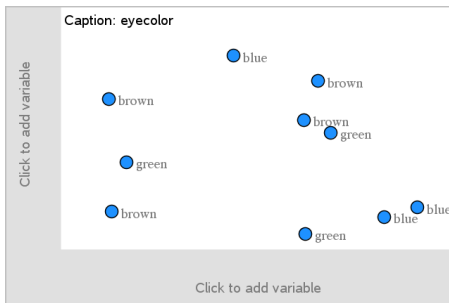 Caption: eyecolor
Click to add variable
blue
brown
brown
brown
green
green
brown
blue
blue
green
Click to add variable